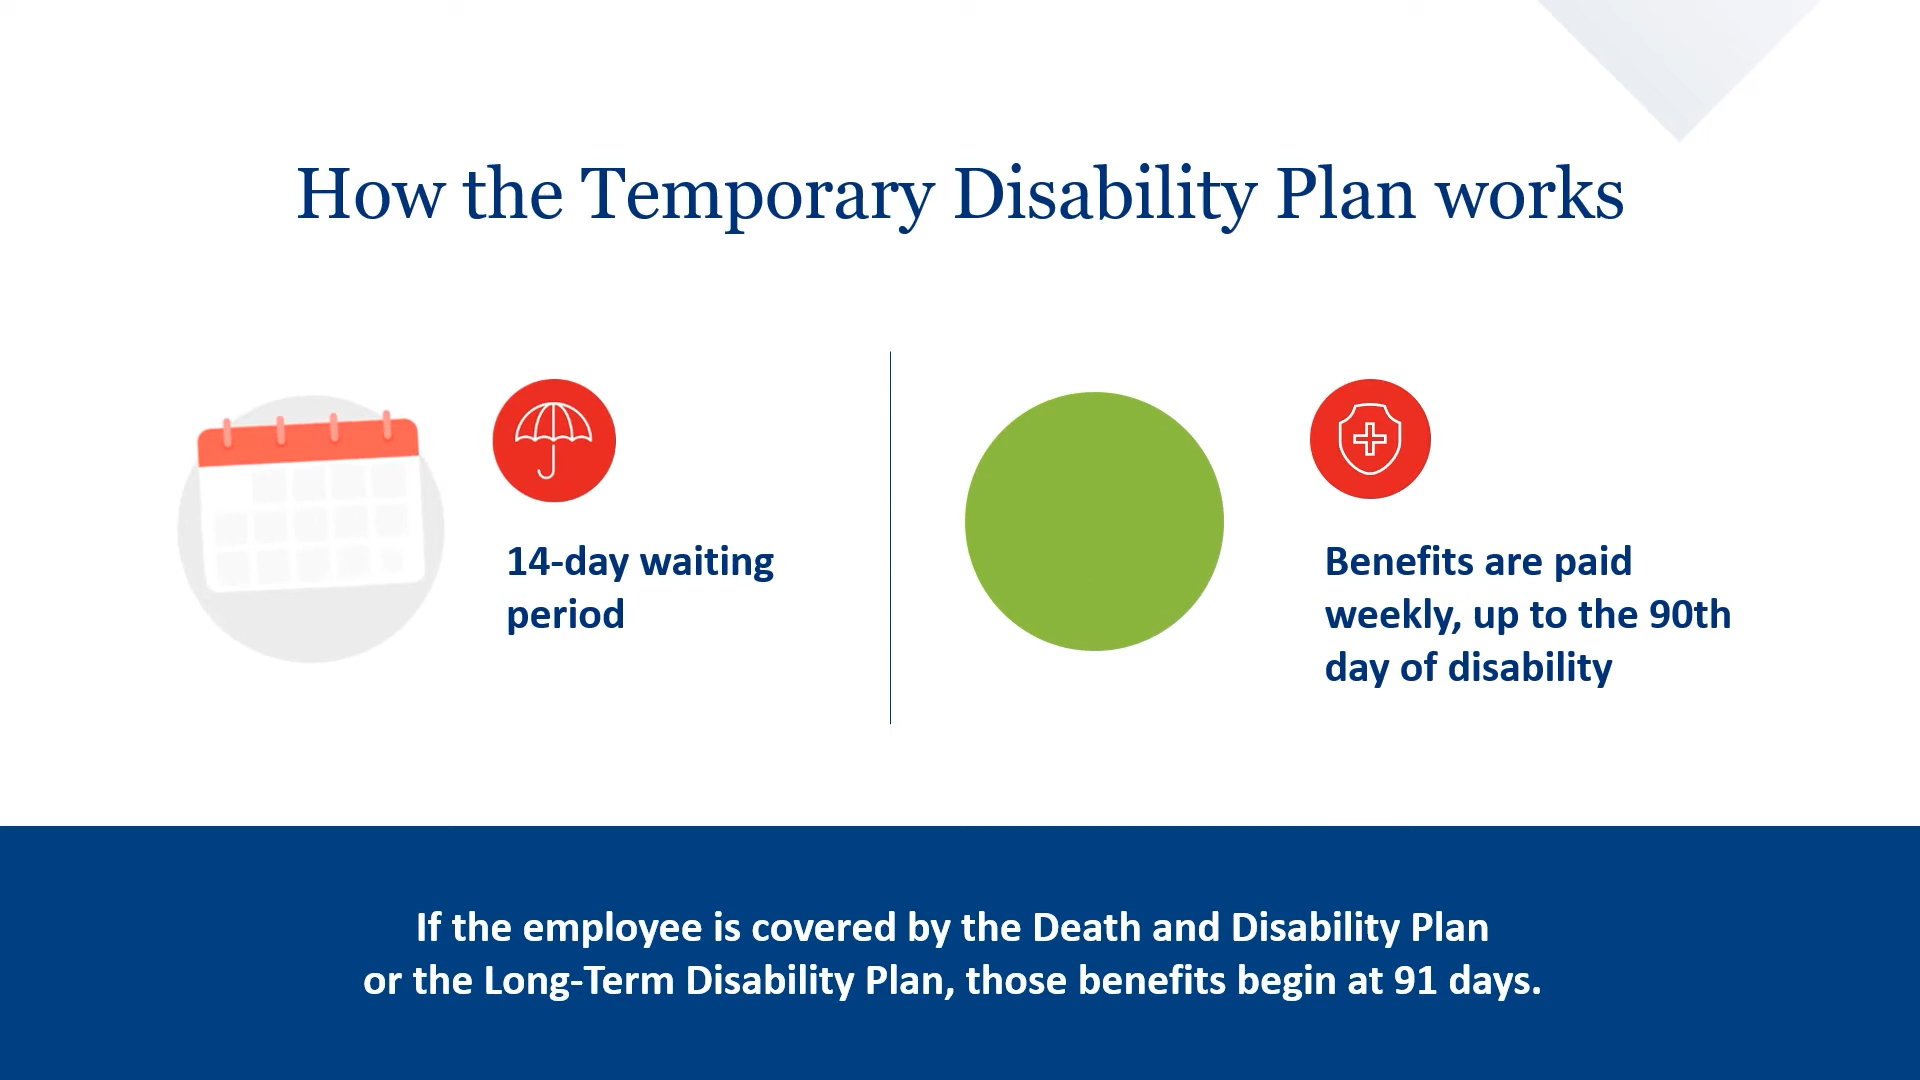 How the Temporary Disability Plan works
14-day waiting
period
Benefits are paid
weekly, up to the 90th
day of disability
If the employee is covered by the Death and Disability Plan
or the Long-Term Disability Plan, those benefits begin at 91 days.